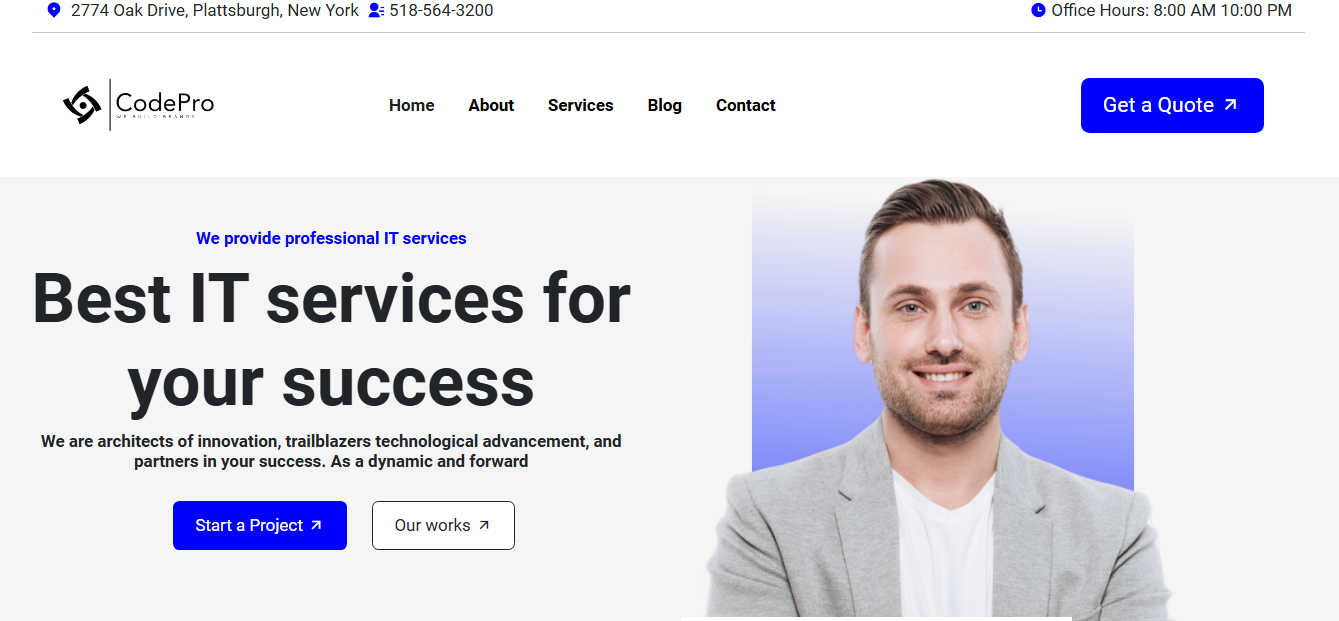 2774 Oak Drive, Plattsburgh, New York 518-564-3200 Office Hours: 8:00 AM 10:00 PM
CodePro
WE BUILD BRANDS
Home About Services Blog Contact
Get a Quote
We provide professional IT services
Best IT services for
your success
We are architects of innovation, trailblazers technological advancement, and
partners in your success. As a dynamic and forward
Start a Project Our works